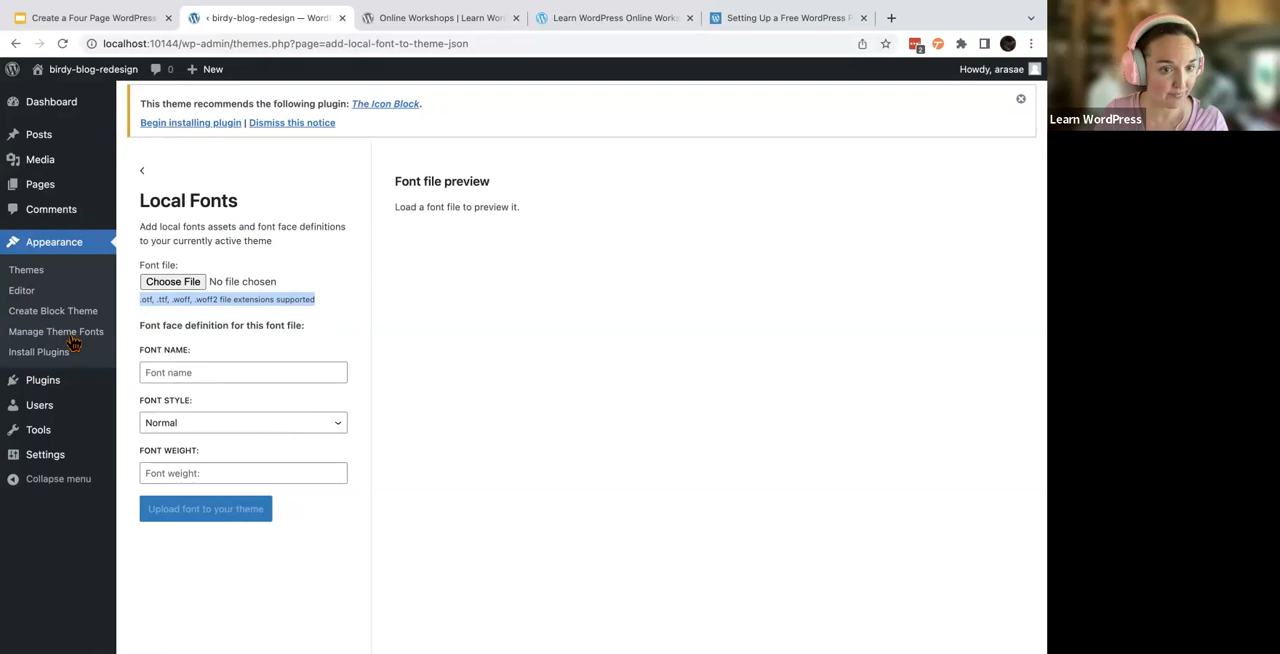 Create a Four Page WordPress
‹ birdy-blog-redesign — WordP
Online Workshops | Learn Wor
Learn WordPress Online Works
Setting Up a Free WordPress P
localhost:10144/wp-admin/themes.php?page=add-local-font-to-theme-json
2
birdy-blog-redesign
0
New
Howdy, arasae
Dashboard
Posts
Media
Pages
Comments
Appearance
Themes
Editor
Create Block Theme
Manage Theme Fonts
Install Plugins
Plugins
Users
Tools
Settings
Collapse menu
This theme recommends the following plugin: The Icon Block.
Begin installing plugin | Dismiss this notice
Local Fonts
Add local fonts assets and font face definitions
to your currently active theme
Font file:
Choose File No file chosen
.otf, .ttf, .woff, .woff2 file extensions supported
Font face definition for this font file:
FONT NAME:
Font name
FONT STYLE:
Normal
FONT WEIGHT:
Font weight:
Upload font to your theme
Font file preview
Load a font file to preview it.
Learn WordPress